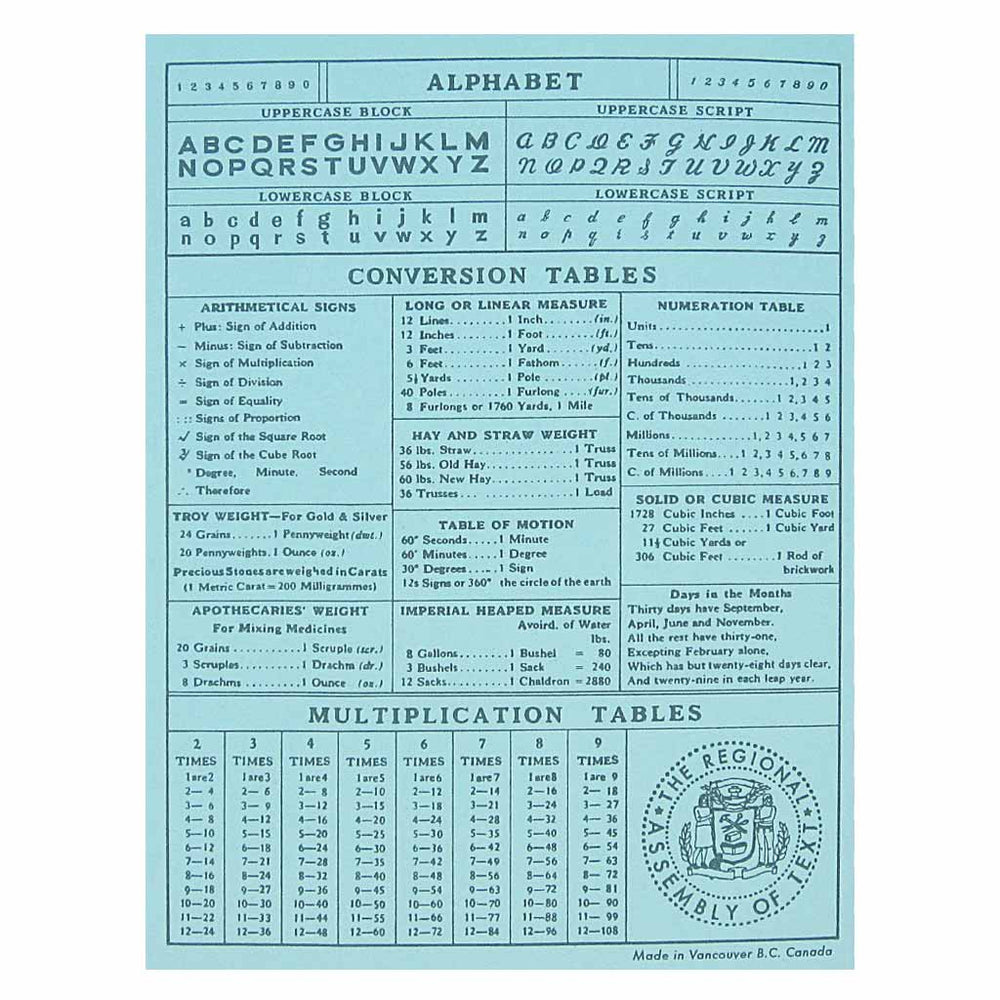 1 2 3 4 5 6 7 8 9 0
ALPHABET
1 2 3 4 5 6 7 8 9 0
UPPERCASE BLOCK
ABCDEFGHIJKLM
NOPQRSTUVWXYZ
UPPERCASE SCRIPT
A B C D E F G H I J K L M
N O P Q R S T U V W X Y Z
LOWERCASE BLOCK
a b c d e f g h i j k l m
n o p q r s t u v w x y z
LOWERCASE SCRIPT
a b c d e f g h i j k l m
n o p q r s t u v w x y z
CONVERSION TABLES
ARITHMETICAL SIGNS
+ Plus: Sign of Addition
− Minus: Sign of Subtraction
× Sign of Multiplication
÷ Sign of Division
= Sign of Equality
: :: Signs of Proportion
√ Sign of the Square Root
∛ Sign of the Cube Root
° Degree, Minute, Second
∴ Therefore
TROY WEIGHT—For Gold & Silver
24 Grains.......1 Pennyweight (dwt.)
20 Pennyweights. 1 Ounce (oz.)
Precious Stones are weighed in Carats
(1 Metric Carat = 200 Milligrammes)
APOTHECARIES' WEIGHT
For Mixing Medicines
20 Grains ..........1 Scruple (scr.)
3 Scruples..........1 Drachm (dr.)
8 Drachms .........1 Ounce (oz.)
LONG OR LINEAR MEASURE
12 Lines........1 Inch........(in.)
12 Inches.......1 Foot........(ft.)
3 Feet.........1 Yard........(yd.)
6 Feet.........1 Fathom......(f.)
5½ Yards .......1 Pole ........(pl.)
40 Poles........1 Furlong ....(fur.)
8 Furlongs or 1760 Yards, 1 Mile
HAY AND STRAW WEIGHT
36 lbs. Straw...............1 Truss
56 lbs. Old Hay.............1 Truss
60 lbs. New Hay............1 Truss
36 Trusses.................1 Load
TABLE OF MOTION
60" Seconds.....1 Minute
60' Minutes.....1 Degree
30° Degrees.....1 Sign
12s Signs or 360° the circle of the earth
IMPERIAL HEAPED MEASURE
Avoird. of Water
lbs.
8 Gallons........1 Bushel = 80
3 Bushels........1 Sack = 240
12 Sacks.........1 Chaldron = 2880
NUMERATION TABLE
Units..........................1
Tens........................1 2
Hundreds .................1 2 3
Thousands ...............1, 2 3 4
Tens of Thousands.......1 2, 3 4 5
C. of Thousands .......1 2 3, 4 5 6
Millions............1, 2 3 4, 5 6 7
Tens of Millions....1 2, 3 4 5, 6 7 8
C. of Millions....1 2 3, 4 5 6, 7 8 9
SOLID OR CUBIC MEASURE
1728 Cubic Inches ....1 Cubic Foot
27 Cubic Feet ......1 Cubic Yard
11⅓ Cubic Yards or
306 Cubic Feet ........1 Rod of
brickwork
Days in the Months
Thirty days have September,
April, June and November.
All the rest have thirty-one,
Excepting February alone,
Which has but twenty-eight days clear,
And twenty-nine in each leap year.
MULTIPLICATION TABLES
2 3 4 5 6 7 8 9
TIMES TIMES TIMES TIMES TIMES TIMES TIMES TIMES
1 are 2 1 are 3 1 are 4 1 are 5 1 are 6 1 are 7 1 are 8 1 are 9
2— 4 2— 6 2— 8 2—10 2—12 2—14 2—16 2— 18
3— 6 3— 9 3—12 3—15 3—18 3—21 3—24 3— 27
4— 8 4—12 4—16 4—20 4—24 4—28 4—32 4— 36
5—10 5—15 5—20 5—25 5—30 5—35 5—40 5— 45
6—12 6—18 6—24 6—30 6—36 6—42 6—48 6— 54
7—14 7—21 7—28 7—35 7—42 7—49 7—56 7— 63
8—16 8—24 8—32 8—40 8—48 8—56 8—64 8— 72
9—18 9—27 9—36 9—45 9—54 9—63 9—72 9— 81
10—20 10—30 10—40 10—50 10—60 10—70 10—80 10— 90
11—22 11—33 11—44 11—55 11—66 11—77 11—88 11— 99
12—24 12—36 12—48 12—60 12—72 12—84 12—96 12—108
THE REGIONAL
ASSEMBLY OF TEXT
Made in Vancouver B.C. Canada